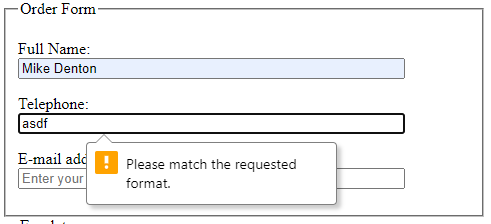 Order Form
Full Name:
Mike Denton
Telephone:
asdf
E-mail add
Please match the requested
format.
Enter your